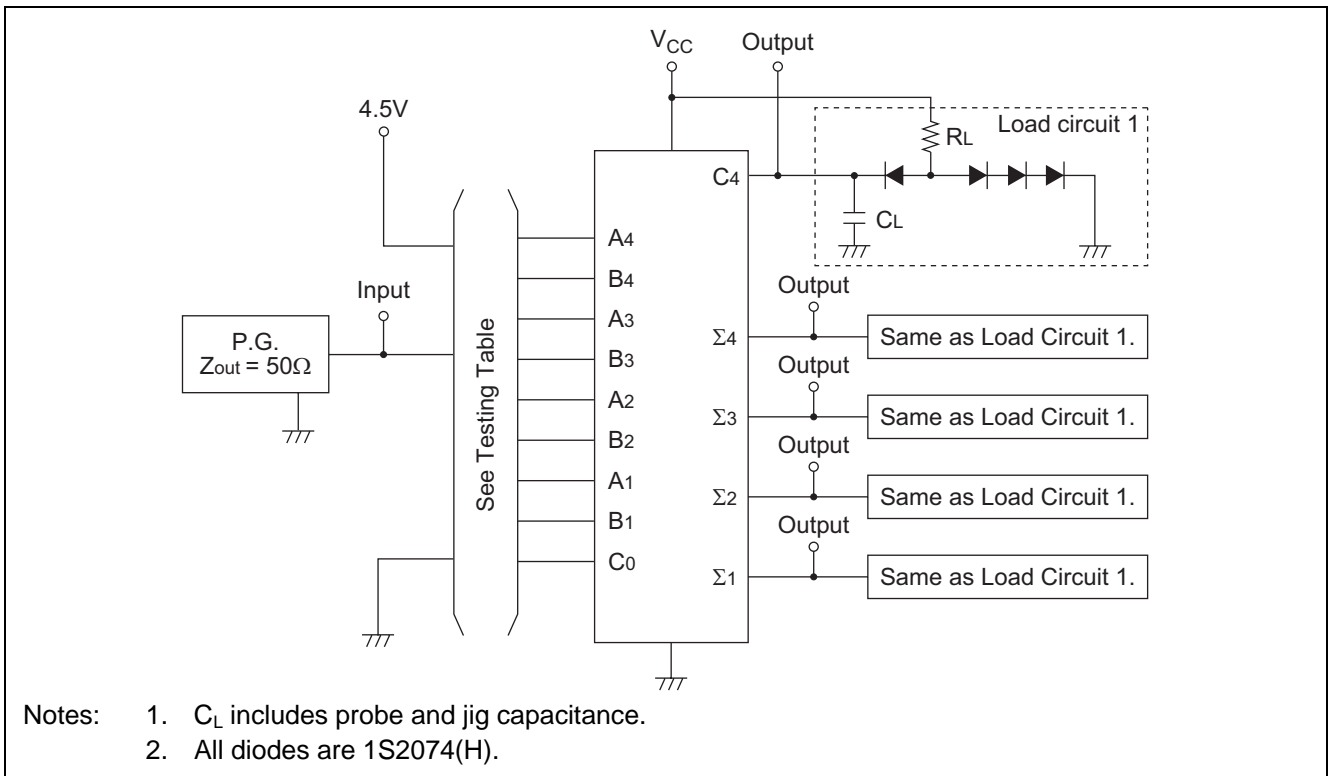 V_CC Output
4.5V
Load circuit 1
RL
C4
CL
A4
B4
Input
Output
A3
Σ4
Same as Load Circuit 1.
P.G.
Zout = 50Ω
B3
See Testing Table
Output
A2
Σ3
Same as Load Circuit 1.
B2
Output
A1
Σ2
Same as Load Circuit 1.
B1
Output
C0
Σ1
Same as Load Circuit 1.
Notes: 1. C_L includes probe and jig capacitance.
2. All diodes are 1S2074(H).